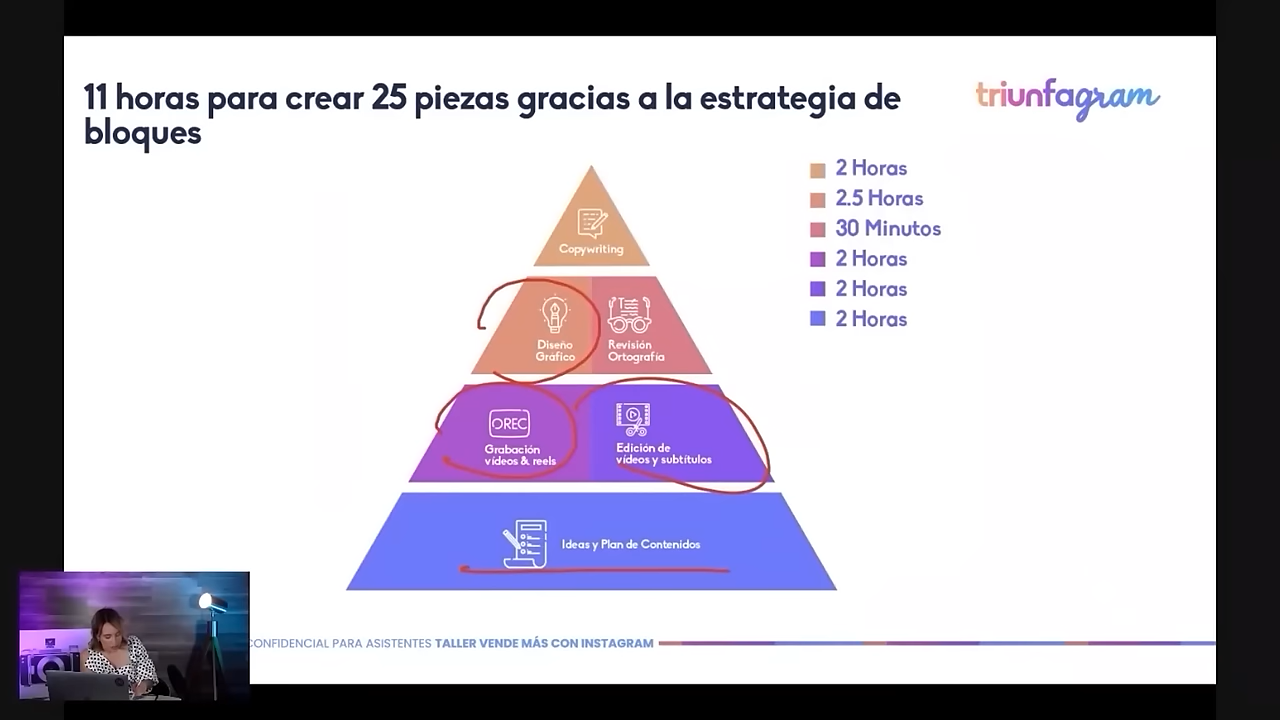 11 horas para crear 25 piezas gracias a la estrategia de
bloques
triunfagram
2 Horas
2.5 Horas
30 Minutos
2 Horas
2 Horas
2 Horas
Copywriting
Diseño
Gráfico
Revisión
Ortografía
REC
Grabación
vídeos & reels
Edición de
vídeos y subtítulos
Ideas y Plan de Contenidos
CONFIDENCIAL PARA ASISTENTES TALLER VENDE MÁS CON INSTAGRAM